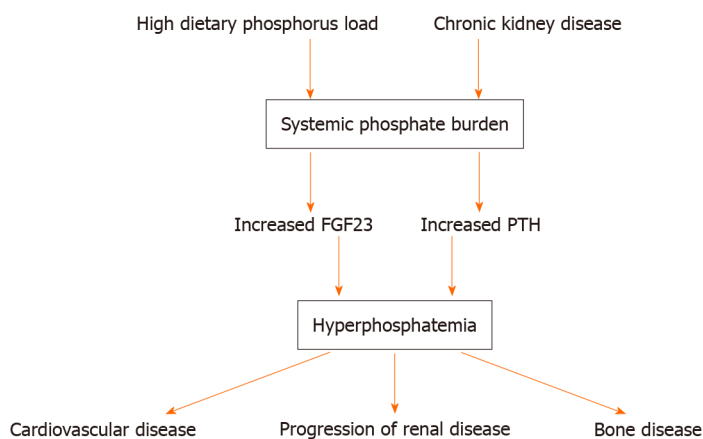 High dietary phosphorus load
Chronic kidney disease
Systemic phosphate burden
Increased FGF23
Increased PTH
Hyperphosphatemia
Cardiovascular disease
Progression of renal disease
Bone disease